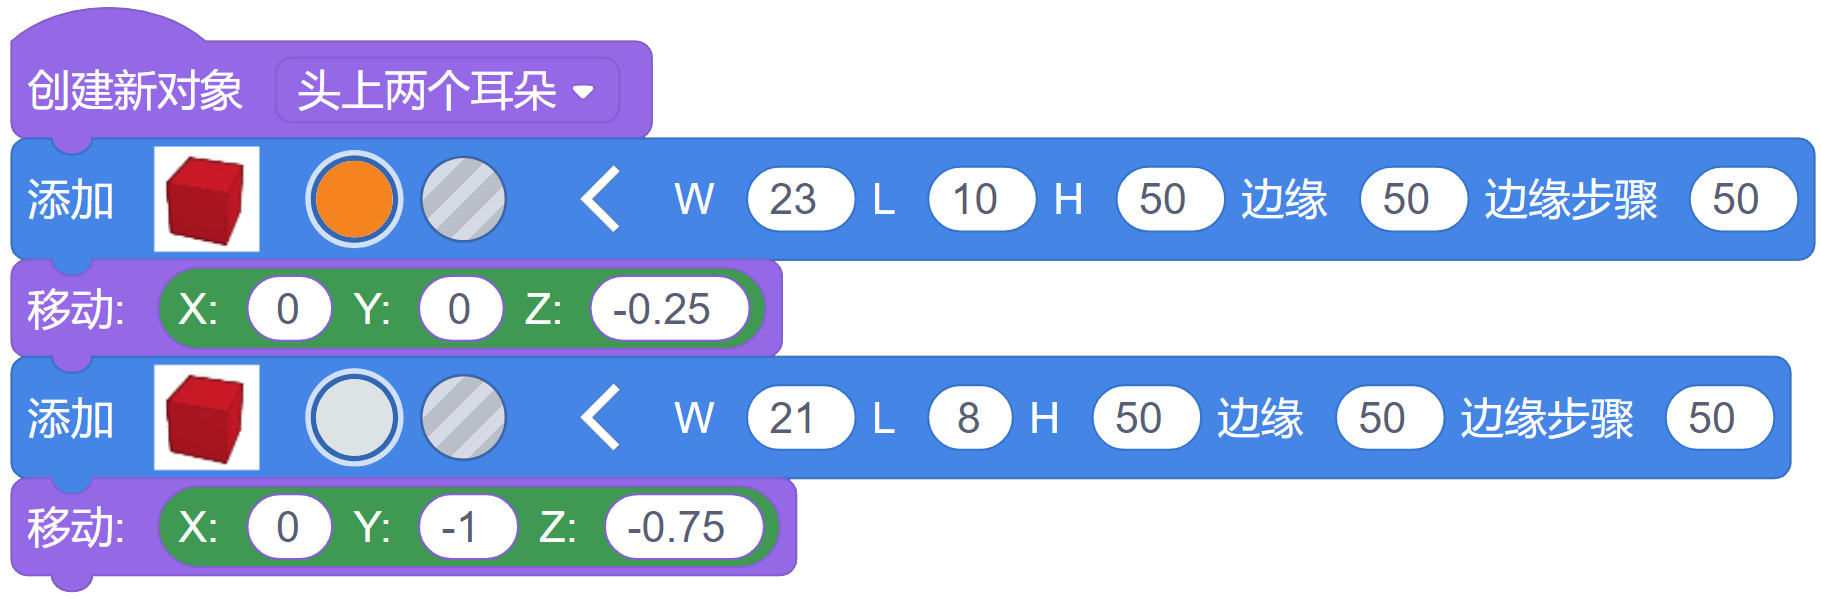 创建新对象 头上两个耳朵
添加 W 23 L 10 H 50 边缘 50 边缘步骤 50
移动: X: 0 Y: 0 Z: -0.25
添加 W 21 L 8 H 50 边缘 50 边缘步骤 50
移动: X: 0 Y: -1 Z: -0.75